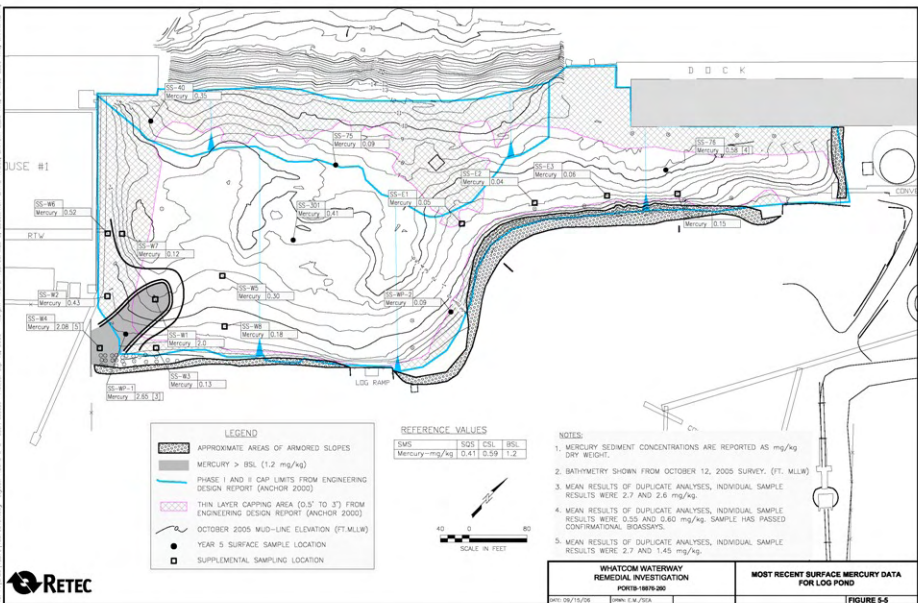 D O C K
SS-40
Mercury 0.35
SS-75
Mercury 0.09
SS-76
Mercury 0.58 [4]
SS-E3
Mercury 0.06
SS-E2
Mercury 0.04
SS-E1
Mercury 0.05
OUSE #1
SS-W6
Mercury 0.52
SS-301
Mercury 0.41
CONVE
Mercury 0.15
RTW
SS-W7
Mercury 0.12
SS-W2
Mercury 0.43
SS-W5
Mercury 0.30
SS-WP-2
Mercury 0.09
SS-W4
Mercury 2.08 [5]
SS-W8
Mercury 0.18
SS-W1
Mercury 2.0
SS-W3
Mercury 0.13
SS-WP-1
Mercury 2.65 [3]
LOG RAMP
LEGEND
APPROXIMATE AREAS OF ARMORED SLOPES
MERCURY > BSL (1.2 mg/kg)
PHASE I AND II CAP LIMITS FROM ENGINEERING
DESIGN REPORT (ANCHOR 2000)
THIN LAYER CAPPING AREA (0.5' TO 3') FROM
ENGINEERING DESIGN REPORT (ANCHOR 2000)
OCTOBER 2005 MUD-LINE ELEVATION (FT.MLLW)
YEAR 5 SURFACE SAMPLE LOCATION
SUPPLEMENTAL SAMPLING LOCATION
REFERENCE VALUES
SMS SQS CSL BSL
Mercury-mg/kg 0.41 0.59 1.2
40 0 80
SCALE IN FEET
NOTES:
1. MERCURY SEDIMENT CONCENTRATIONS ARE REPORTED AS mg/kg
DRY WEIGHT.
2. BATHYMETRY SHOWN FROM OCTOBER 12, 2005 SURVEY. (FT. MLLW)
3. MEAN RESULTS OF DUPLICATE ANALYSES, INDIVIDUAL SAMPLE
RESULTS WERE 2.7 AND 2.6 mg/kg.
4. MEAN RESULTS OF DUPLICATE ANALYSES, INDIVIDUAL SAMPLE
RESULTS WERE 0.55 AND 0.60 mg/kg. SAMPLE HAS PASSED
CONFIRMATIONAL BIOASSAYS.
5. MEAN RESULTS OF DUPLICATE ANALYSES, INDIVIDUAL SAMPLE
RESULTS WERE 2.7 AND 1.45 mg/kg.
RETEC
WHATCOM WATERWAY
REMEDIAL INVESTIGATION
PORTB-18876-280
MOST RECENT SURFACE MERCURY DATA
FOR LOG POND
DATE: 09/15/06
DRWN: E.M./SEA
FIGURE 5-5